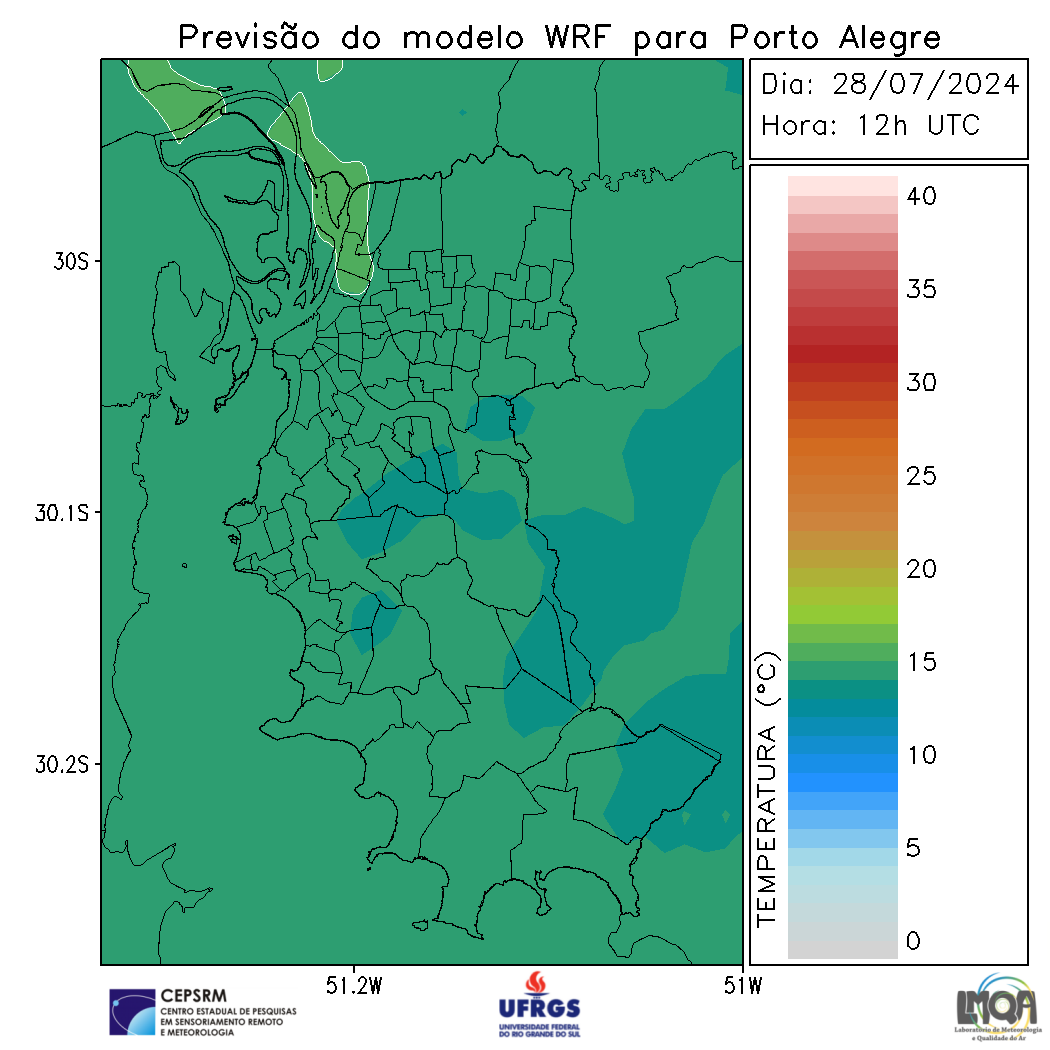 Previsão do modelo WRF para Porto Alegre
Dia: 28/07/2024
Hora: 12h UTC
30S
30.1S
30.2S
51.2W
51W
TEMPERATURA (°C)
40
35
30
25
20
15
10
5
0
CEPSRM
CENTRO ESTADUAL DE PESQUISAS
EM SENSORIAMENTO REMOTO
E METEOROLOGIA
UFRGS
UNIVERSIDADE FEDERAL
DO RIO GRANDE DO SUL
LMQA
Laboratório de Meteorologia
e Qualidade do Ar